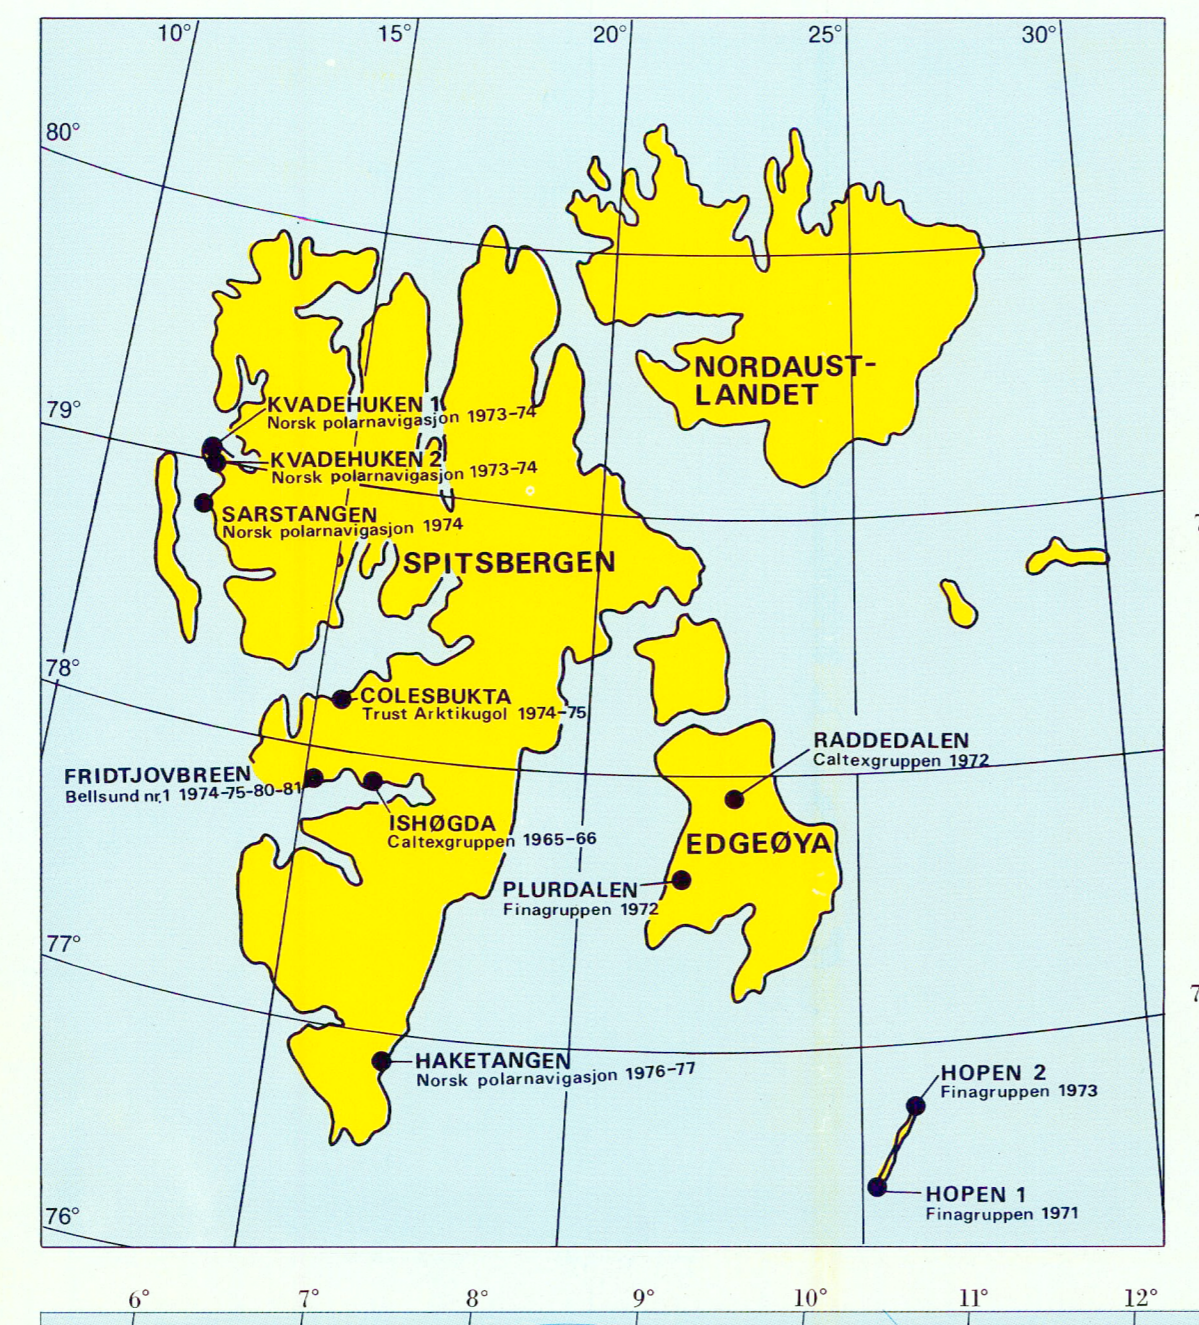 10° 15° 20° 25° 30°
80°
NORDAUST-
LANDET
79°
KVADEHUKEN 1
Norsk polarnavigasjon 1973-74
KVADEHUKEN 2
Norsk polarnavigasjon 1973-74
SARSTANGEN
Norsk polarnavigasjon 1974
SPITSBERGEN
78°
COLESBUKTA
Trust Arktikugol 1974-75
RADDEDALEN
Caltexgruppen 1972
FRIDTJOVBREEN
Bellsund nr.1 1974-75-80-81
ISHØGDA
Caltexgruppen 1965-66
EDGEØYA
PLURDALEN
Finagruppen 1972
77°
HAKETANGEN
Norsk polarnavigasjon 1976-77
HOPEN 2
Finagruppen 1973
HOPEN 1
Finagruppen 1971
76°
6° 7° 8° 9° 10° 11° 12°